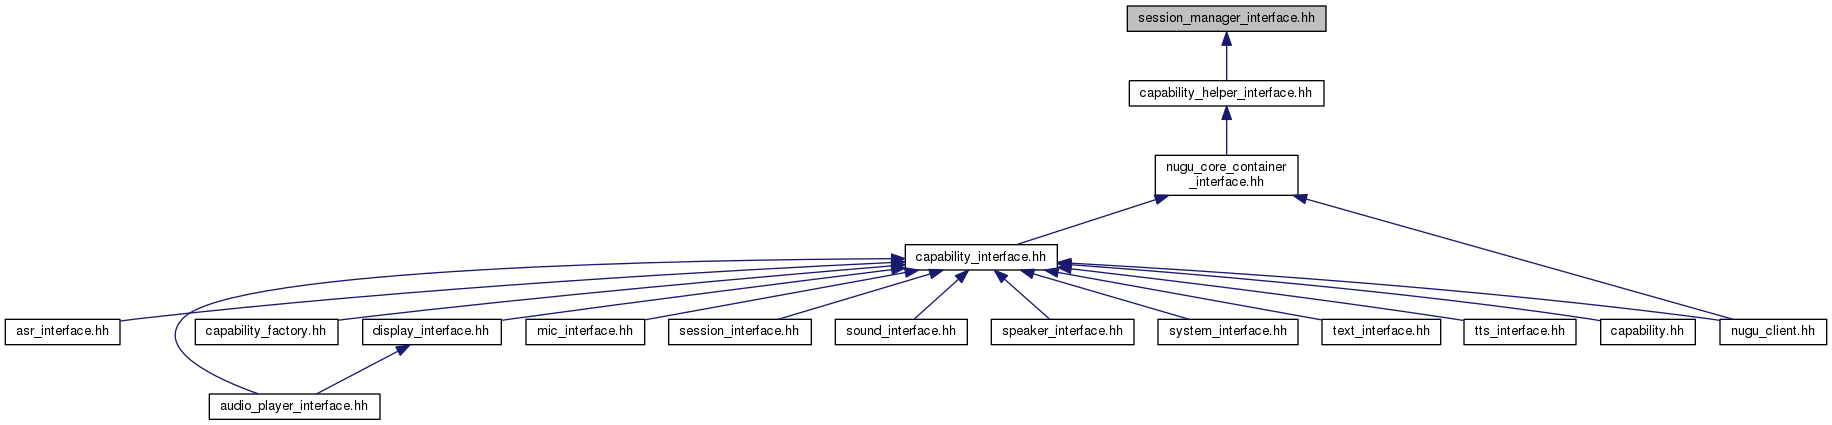 session_manager_interface.hh
capability_helper_interface.hh
nugu_core_container
_interface.hh
capability_interface.hh
asr_interface.hh
capability_factory.hh
display_interface.hh
mic_interface.hh
session_interface.hh
sound_interface.hh
speaker_interface.hh
system_interface.hh
text_interface.hh
tts_interface.hh
capability.hh
nugu_client.hh
audio_player_interface.hh